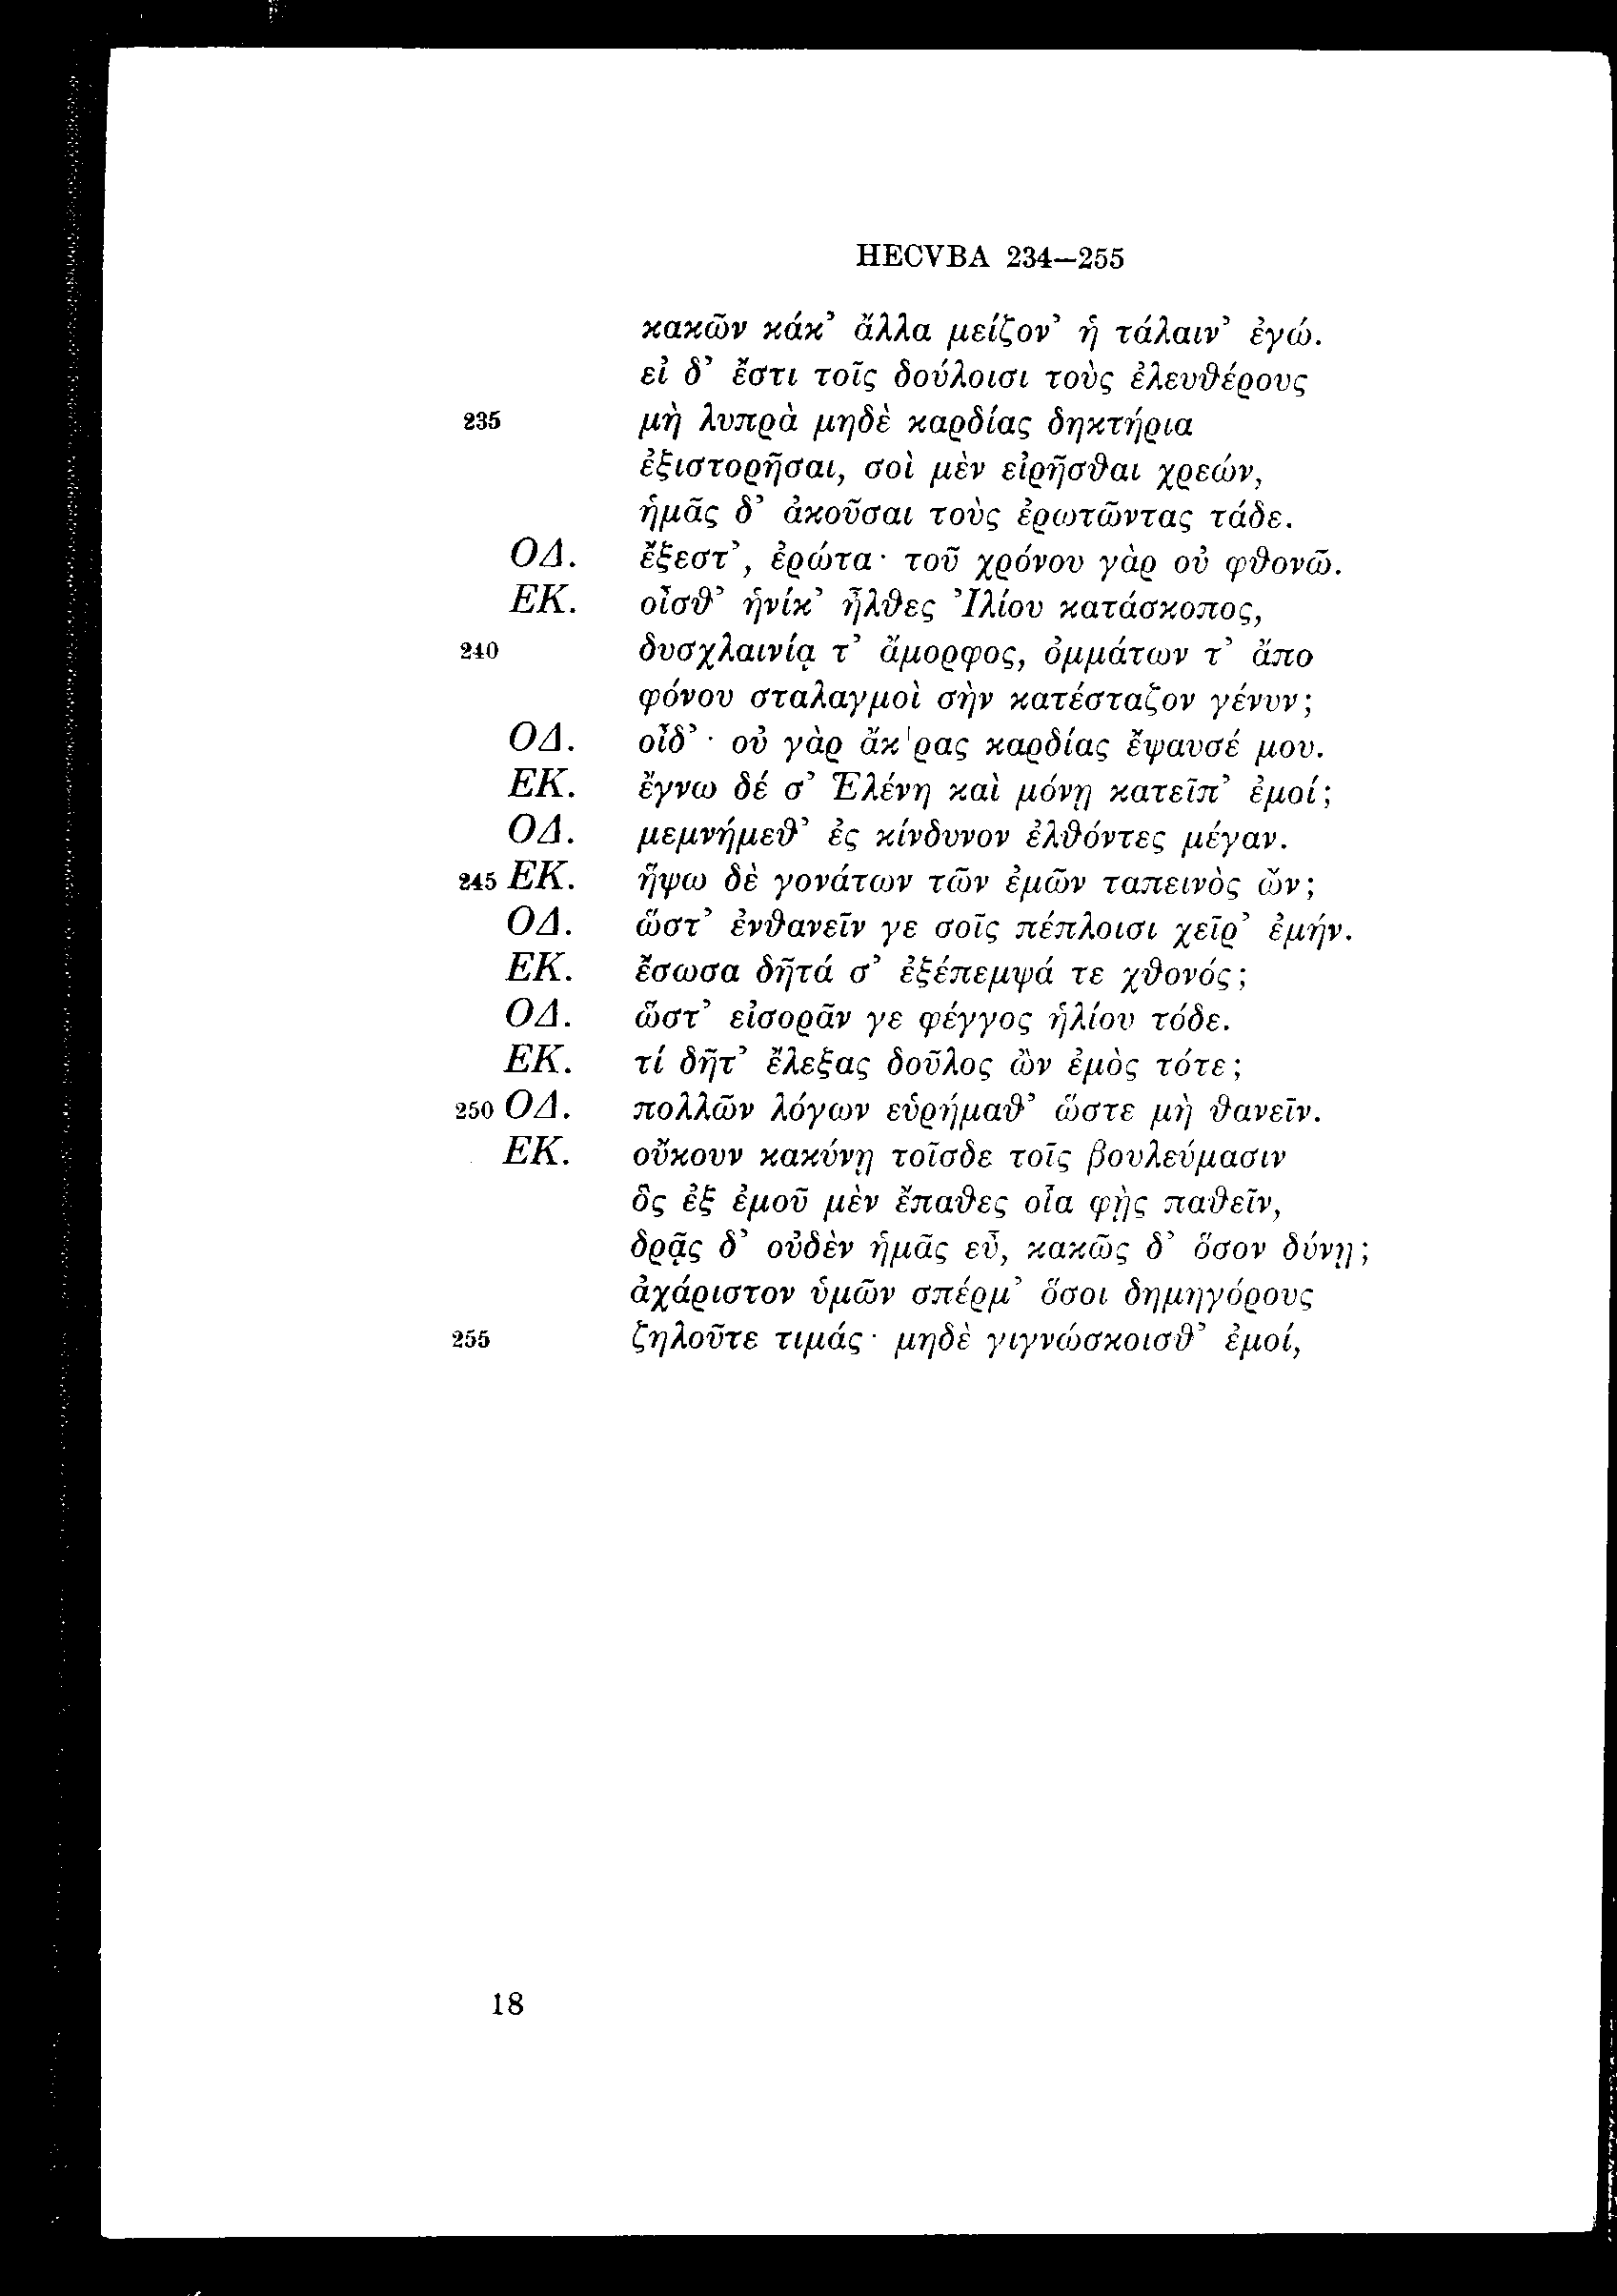 HECVBA 234—255
κακῶν κάκ’ ἄλλα μείζον’ ἡ τάλαιν’ ἐγώ.
εἰ δ’ ἔστι τοῖς δούλοισι τοὺς ἐλευθέρους
235 μὴ λυπρὰ μηδὲ καρδίας δηκτήρια
ἐξιστορῆσαι, σοὶ μὲν εἰρῆσθαι χρεών,
ἡμᾶς δ’ ἀκοῦσαι τοὺς ἐρωτῶντας τάδε.
ΟΔ. ἔξεστ’, ἐρώτα· τοῦ χρόνου γὰρ οὐ φθονῶ.
ΕΚ. οἶσθ’ ἡνίκ’ ἦλθες Ἰλίου κατάσκοπος,
240 δυσχλαινίᾳ τ’ ἄμορφος, ὀμμάτων τ’ ἄπο
φόνου σταλαγμοὶ σὴν κατέσταζον γένυν;
ΟΔ. οἶδ’· οὐ γὰρ ἄκρας καρδίας ἔψαυσέ μου.
ΕΚ. ἔγνω δέ σ’ Ἑλένη καὶ μόνῃ κατεῖπ’ ἐμοί;
ΟΔ. μεμνήμεθ’ ἐς κίνδυνον ἐλθόντες μέγαν.
245 ΕΚ. ἥψω δὲ γονάτων τῶν ἐμῶν ταπεινὸς ὤν;
ΟΔ. ὥστ’ ἐνθανεῖν γε σοῖς πέπλοισι χεῖρ’ ἐμήν.
ΕΚ. ἔσωσα δῆτά σ’ ἐξέπεμψά τε χθονός;
ΟΔ. ὥστ’ εἰσορᾶν γε φέγγος ἡλίου τόδε.
ΕΚ. τί δῆτ’ ἔλεξας δοῦλος ὢν ἐμὸς τότε;
250 ΟΔ. πολλῶν λόγων εὑρήμαθ’ ὥστε μὴ θανεῖν.
ΕΚ. οὔκουν κακύνῃ τοῖσδε τοῖς βουλεύμασιν
ὃς ἐξ ἐμοῦ μὲν ἔπαθες οἷα φῂς παθεῖν,
δρᾷς δ’ οὐδὲν ἡμᾶς εὖ, κακῶς δ’ ὅσον δύνῃ;
ἀχάριστον ὑμῶν σπέρμ’ ὅσοι δημηγόρους
255 ζηλοῦτε τιμάς· μηδὲ γιγνώσκοισθ’ ἐμοί,
18